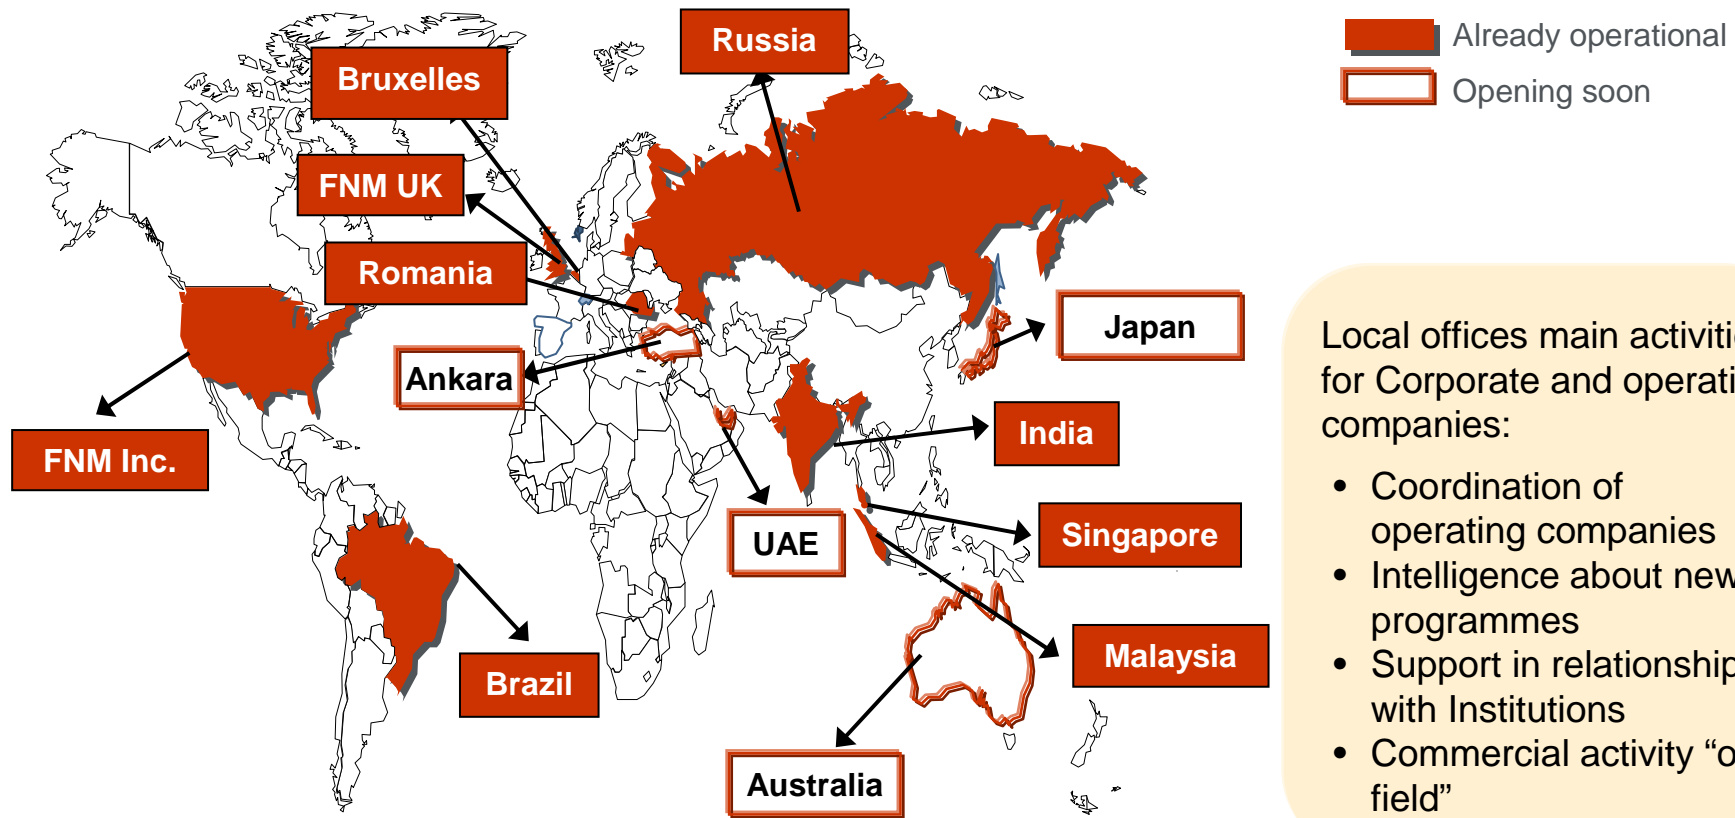 Russia
Already operational
Bruxelles
Opening soon
FNM UK
Romania
Japan
Ankara
India
FNM Inc.
UAE
Singapore
Malaysia
Brazil
Australia
Local offices main activiti
for Corporate and operati
companies:
• Coordination of
operating companies
• Intelligence about new
programmes
• Support in relationship
with Institutions
• Commercial activity “o
field”